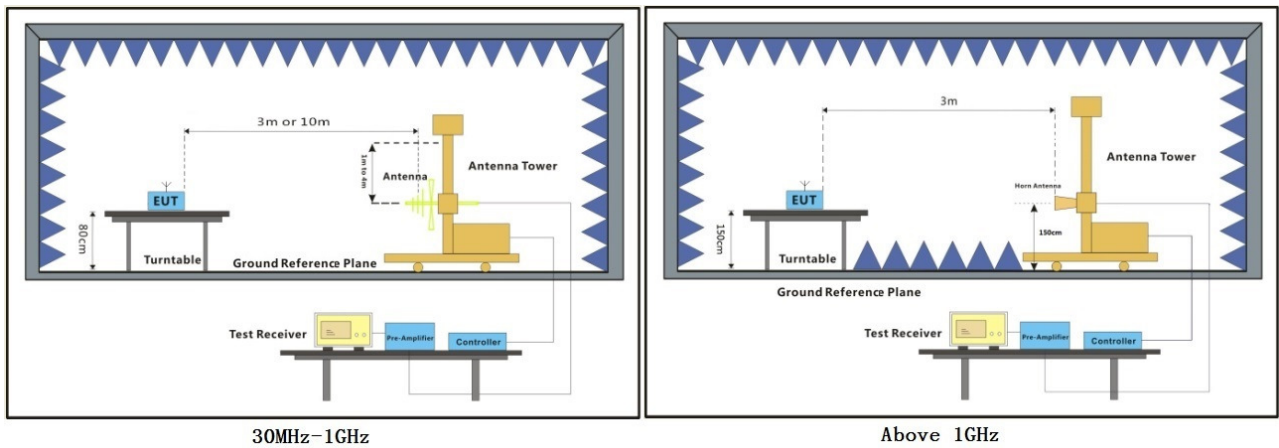 3m or 10m
1m to 4m
Antenna
Antenna Tower
EUT
80cm
Turntable
Ground Reference Plane
Test Receiver
Pre-Amplifier
Controller
30MHz-1GHz
3m
Antenna Tower
Horn Antenna
EUT
150cm
150cm
Turntable
Ground Reference Plane
Test Receiver
Pre-Amplifier
Controller
Above 1GHz